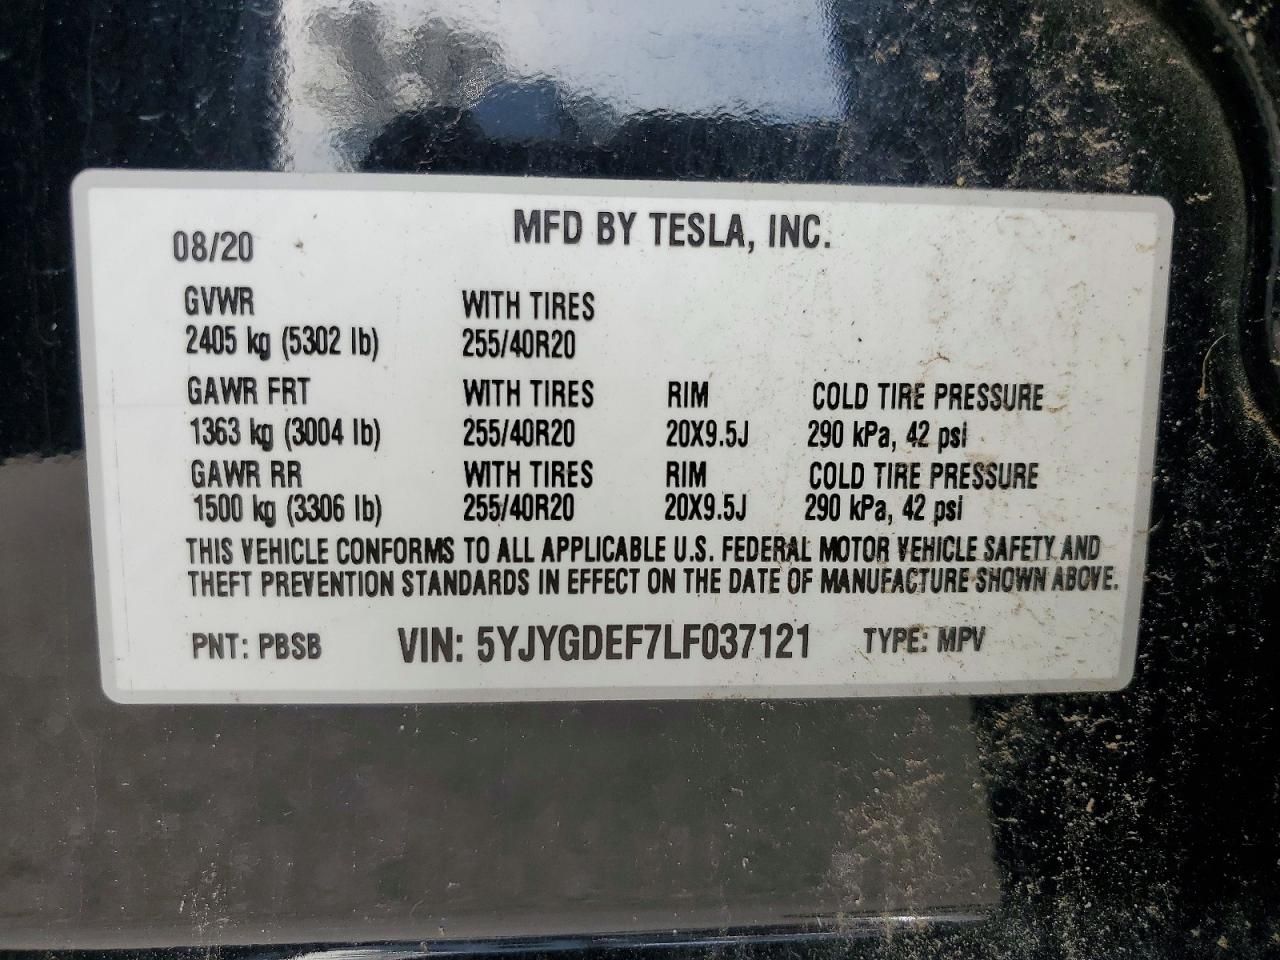 MFD BY TESLA, INC.
08/20
GVWR WITH TIRES
2405 kg (5302 lb) 255/40R20
GAWR FRT WITH TIRES RIM COLD TIRE PRESSURE
1363 kg (3004 lb) 255/40R20 20X9.5J 290 kPa, 42 psi
GAWR RR WITH TIRES RIM COLD TIRE PRESSURE
1500 kg (3306 lb) 255/40R20 20X9.5J 290 kPa, 42 psi
THIS VEHICLE CONFORMS TO ALL APPLICABLE U.S. FEDERAL MOTOR VEHICLE SAFETY AND
THEFT PREVENTION STANDARDS IN EFFECT ON THE DATE OF MANUFACTURE SHOWN ABOVE.
PNT: PBSB VIN: 5YJYGDEF7LF037121 TYPE: MPV